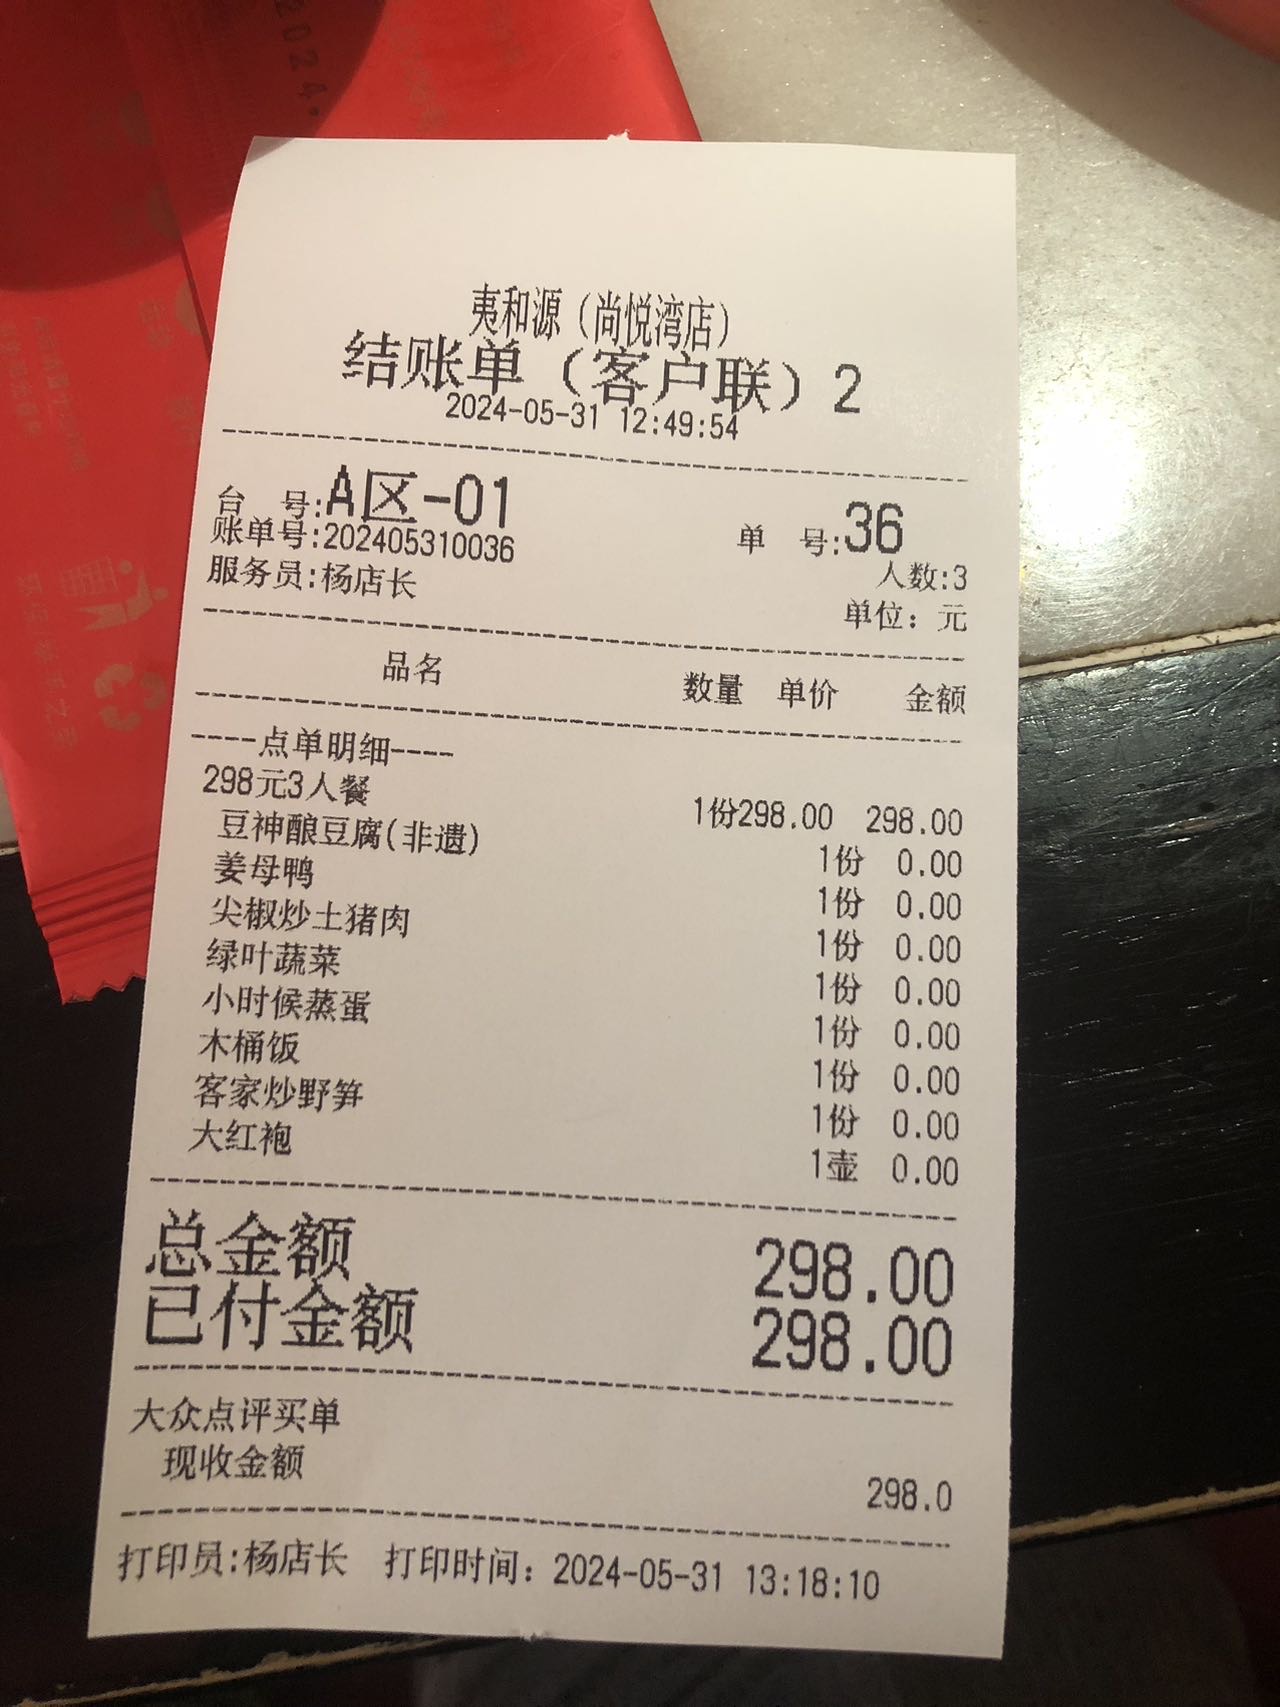 2024.
夷和源（尚悦湾店）
结账单（客户联）2
2024-05-31 12:49:54
台 号:A区-01 单 号:36
账单号:202405310036 人数:3
服务员:杨店长 单位：元
品名 数量 单价 金额
----点单明细----
298元3人餐 1份298.00 298.00
豆神酿豆腐(非遗) 1份 0.00
姜母鸭 1份 0.00
尖椒炒土猪肉 1份 0.00
绿叶蔬菜 1份 0.00
小时候蒸蛋 1份 0.00
木桶饭 1份 0.00
客家炒野笋 1份 0.00
大红袍 1壶 0.00
总金额 298.00
已付金额 298.00
大众点评买单
现收金额 298.0
打印员:杨店长 打印时间：2024-05-31 13:18:10